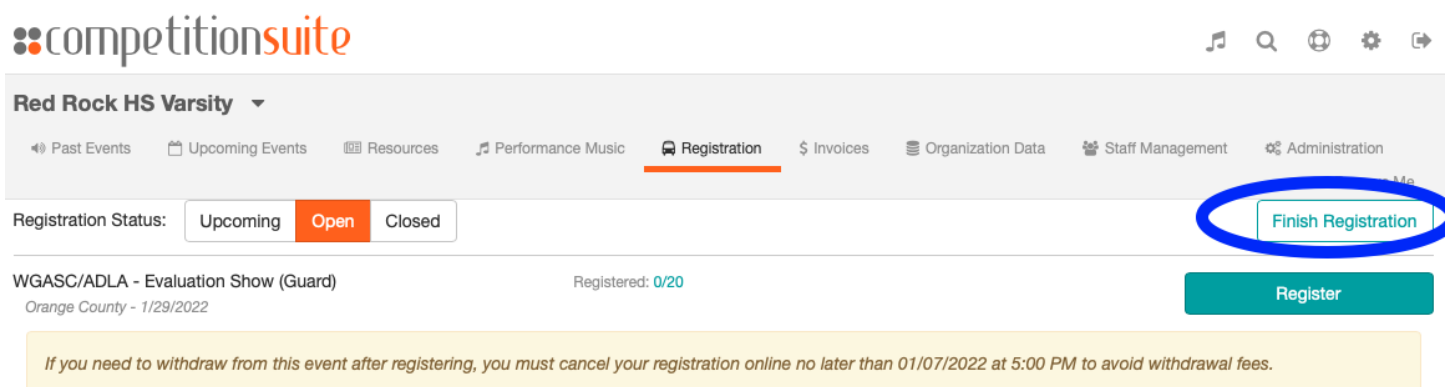 competitionsuite
Red Rock HS Varsity
Past Events Upcoming Events Resources Performance Music Registration $ Invoices Organization Data Staff Management Administration
Me
Registration Status: Upcoming Open Closed Finish Registration
WGASC/ADLA - Evaluation Show (Guard) Registered: 0/20 Register
Orange County - 1/29/2022
If you need to withdraw from this event after registering, you must cancel your registration online no later than 01/07/2022 at 5:00 PM to avoid withdrawal fees.